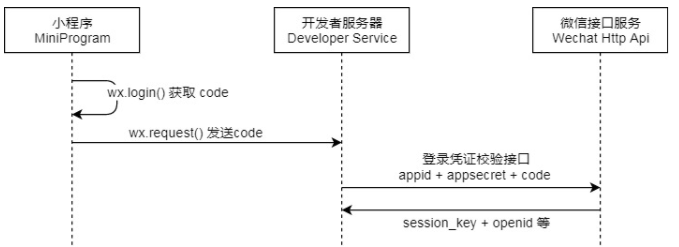 小程序
MiniProgram
开发者服务器
Developer Service
微信接口服务
Wechat Http Api
wx.login() 获取 code
wx.request() 发送code
登录凭证校验接口
appid + appsecret + code
session_key + openid 等